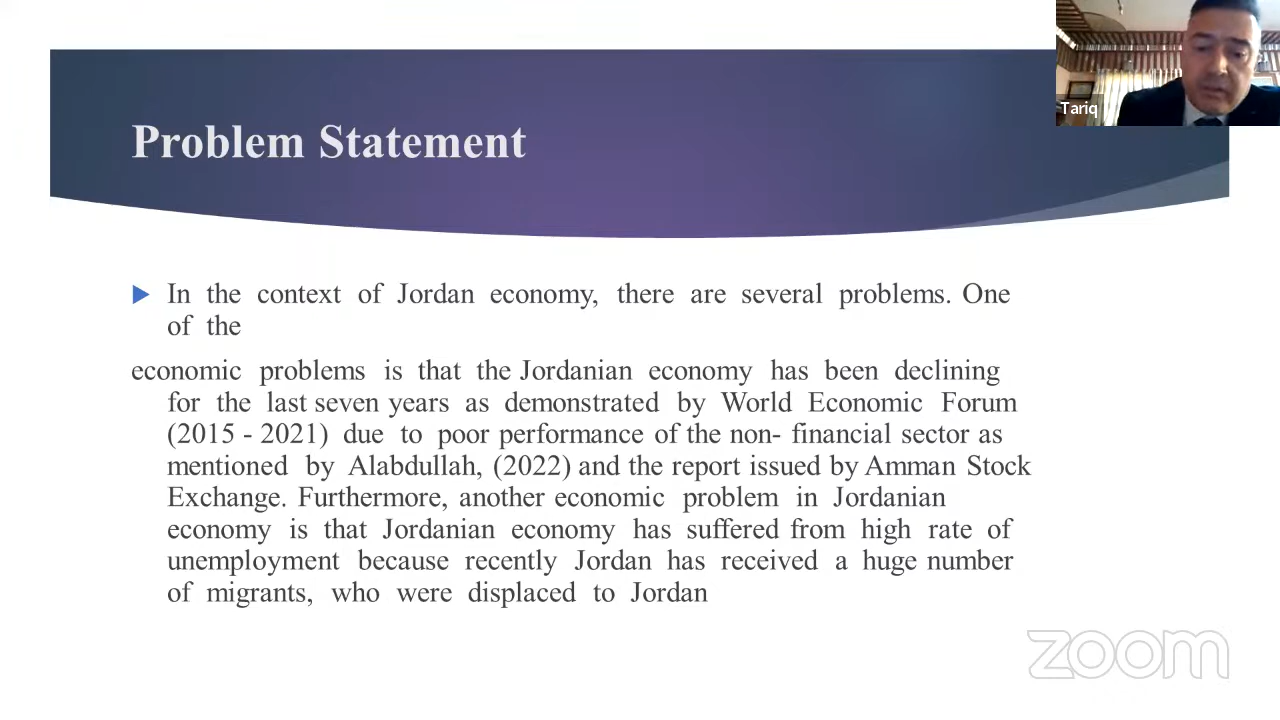 Tariq
Problem Statement
In the context of Jordan economy, there are several problems. One
of the
economic problems is that the Jordanian economy has been declining
for the last seven years as demonstrated by World Economic Forum
(2015 - 2021) due to poor performance of the non- financial sector as
mentioned by Alabdullah, (2022) and the report issued by Amman Stock
Exchange. Furthermore, another economic problem in Jordanian
economy is that Jordanian economy has suffered from high rate of
unemployment because recently Jordan has received a huge number
of migrants, who were displaced to Jordan
zoom